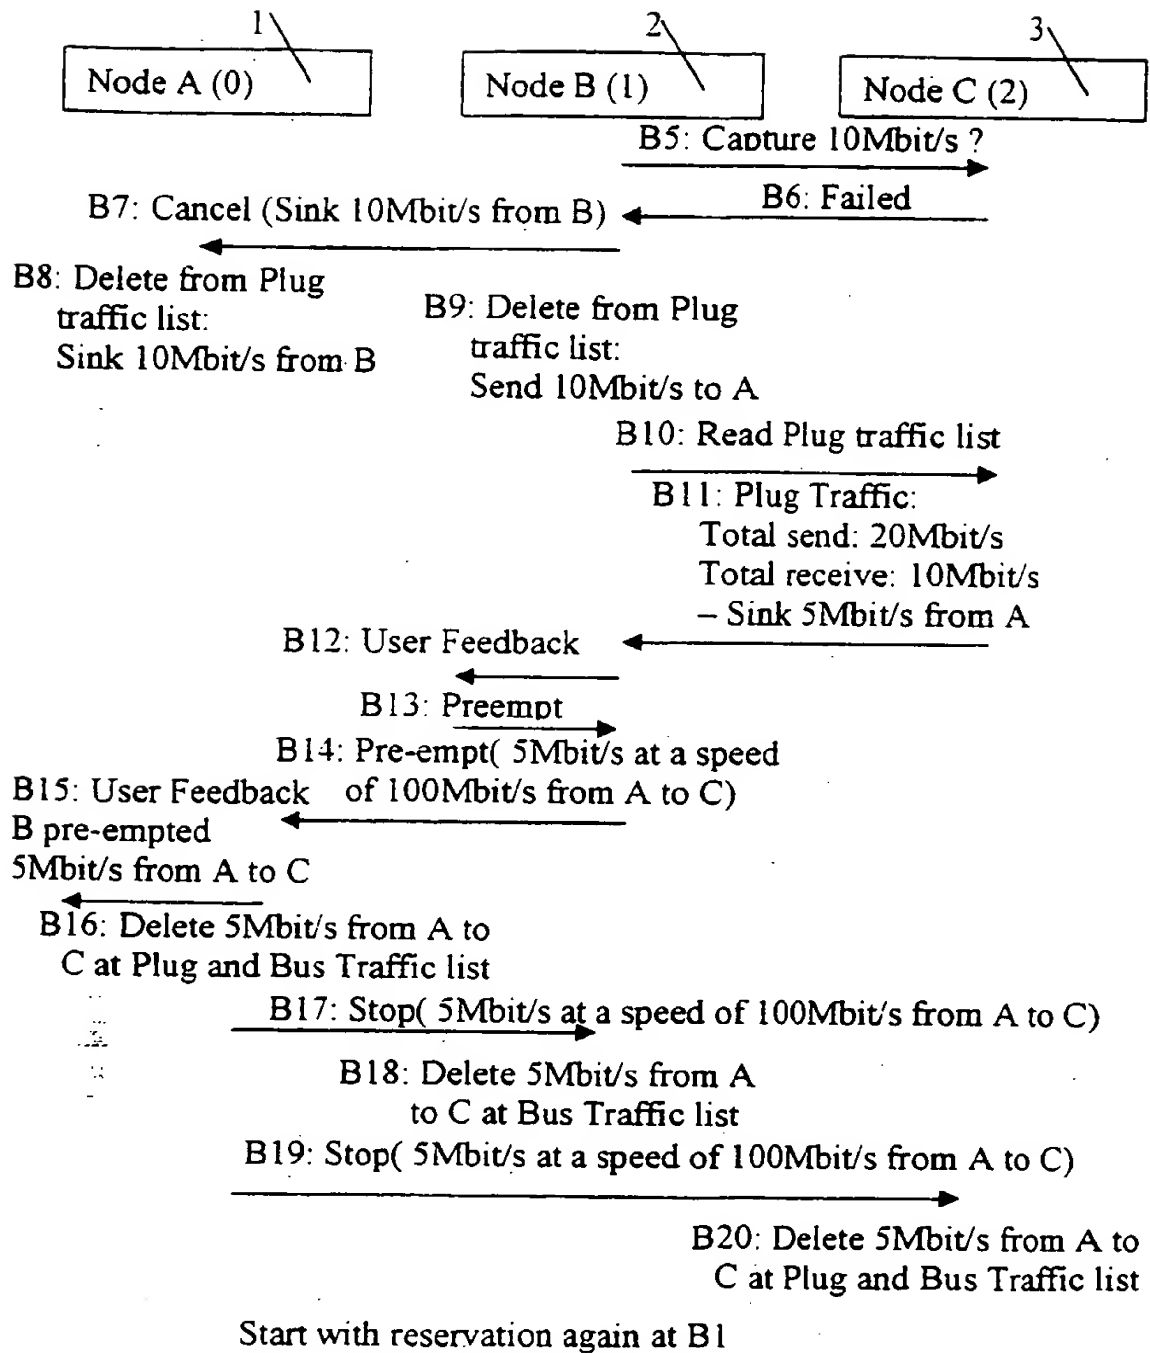 1
2
3
Node A (0)
Node B (1)
Node C (2)
B5: Capture 10Mbit/s ?
B6: Failed
B7: Cancel (Sink 10Mbit/s from B)
B8: Delete from Plug
traffic list:
Sink 10Mbit/s from B
B9: Delete from Plug
traffic list:
Send 10Mbit/s to A
B10: Read Plug traffic list
B11: Plug Traffic:
Total send: 20Mbit/s
Total receive: 10Mbit/s
– Sink 5Mbit/s from A
B12: User Feedback
B13: Preempt
B14: Pre-empt( 5Mbit/s at a speed
of 100Mbit/s from A to C)
B15: User Feedback
B pre-empted
5Mbit/s from A to C
B16: Delete 5Mbit/s from A to
C at Plug and Bus Traffic list
B17: Stop( 5Mbit/s at a speed of 100Mbit/s from A to C)
B18: Delete 5Mbit/s from A
to C at Bus Traffic list
B19: Stop( 5Mbit/s at a speed of 100Mbit/s from A to C)
B20: Delete 5Mbit/s from A to
C at Plug and Bus Traffic list
Start with reservation again at B1